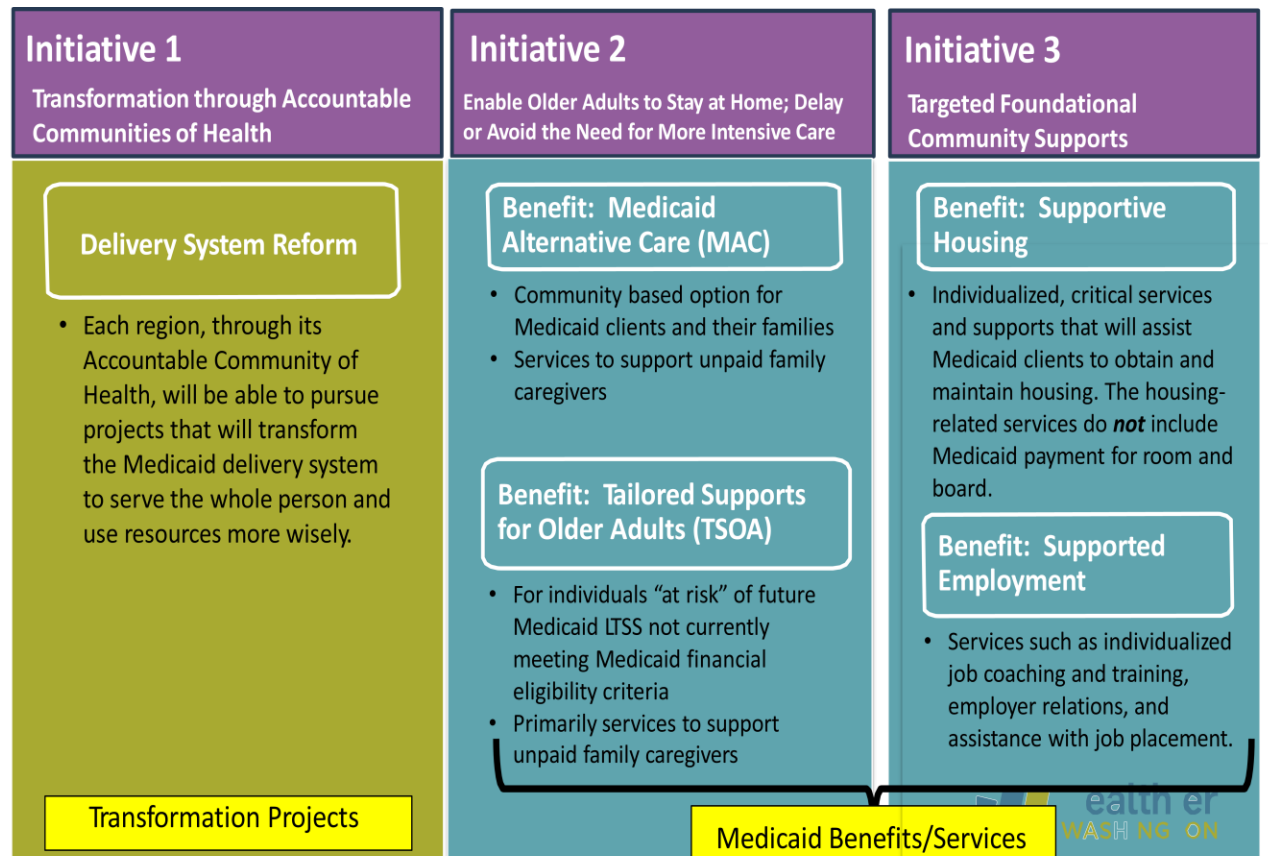 Initiative 1
Transformation through Accountable
Communities of Health
Delivery System Reform
• Each region, through its
Accountable Community of
Health, will be able to pursue
projects that will transform
the Medicaid delivery system
to serve the whole person and
use resources more wisely.
Transformation Projects
Initiative 2
Enable Older Adults to Stay at Home; Delay
or Avoid the Need for More Intensive Care
Benefit: Medicaid
Alternative Care (MAC)
• Community based option for
Medicaid clients and their families
• Services to support unpaid family
caregivers
Benefit: Tailored Supports
for Older Adults (TSOA)
• For individuals “at risk” of future
Medicaid LTSS not currently
meeting Medicaid financial
eligibility criteria
• Primarily services to support
unpaid family caregivers
Initiative 3
Targeted Foundational
Community Supports
Benefit: Supportive
Housing
• Individualized, critical services
and supports that will assist
Medicaid clients to obtain and
maintain housing. The housing-
related services do not include
Medicaid payment for room and
board.
Benefit: Supported
Employment
• Services such as individualized
job coaching and training,
employer relations, and
assistance with job placement.
Medicaid Benefits/Services